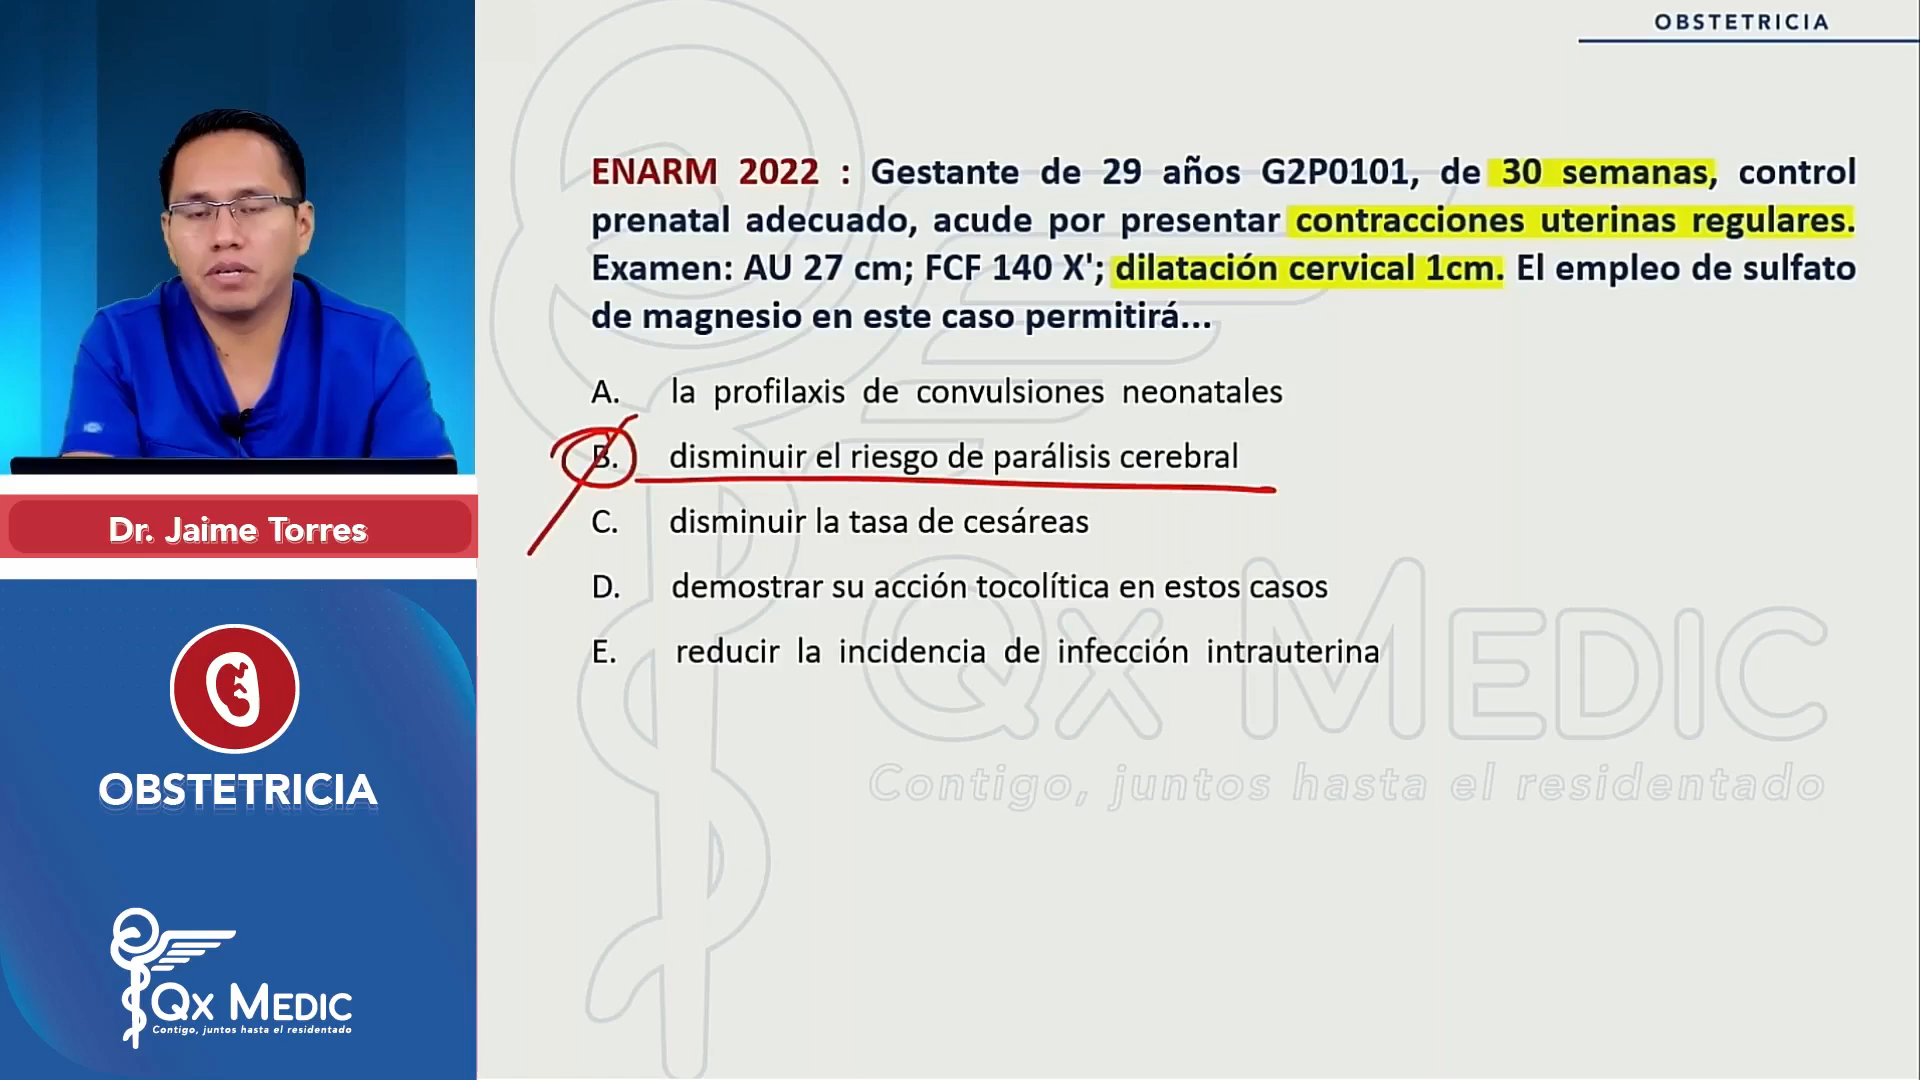 OBSTETRICIA
ENARM 2022 : Gestante de 29 años G2P0101, de 30 semanas, control
prenatal adecuado, acude por presentar contracciones uterinas regulares.
Examen: AU 27 cm; FCF 140 X'; dilatación cervical 1cm. El empleo de sulfato
de magnesio en este caso permitirá...
A. la profilaxis de convulsiones neonatales
B. disminuir el riesgo de parálisis cerebral
C. disminuir la tasa de cesáreas
D. demostrar su acción tocolítica en estos casos
E. reducir la incidencia de infección intrauterina
QX MEDIC
Contigo, juntos hasta el residentado
Dr. Jaime Torres
OBSTETRICIA
QX MEDIC
Contigo, juntos hasta el residentado